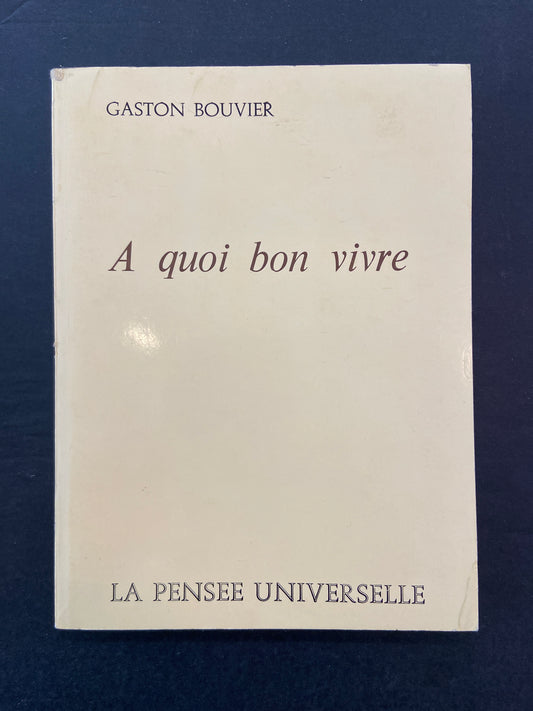 GASTON BOUVIER
A quoi bon vivre
LA PENSEE UNIVERSELLE